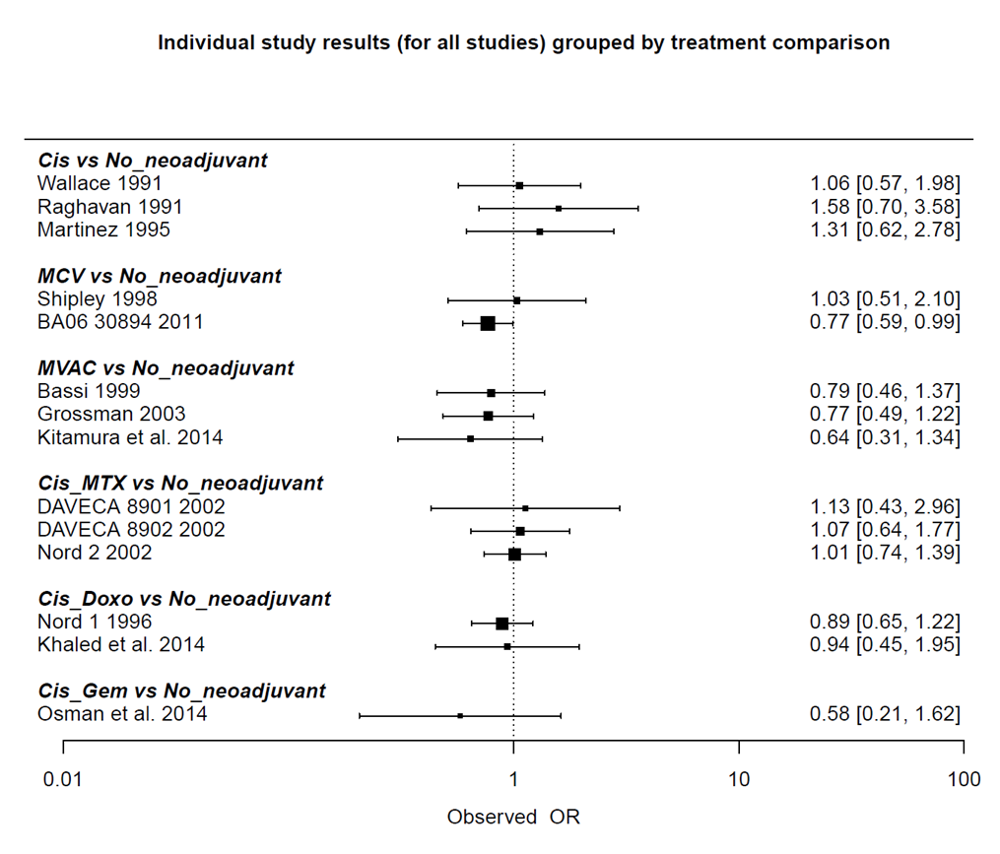 Individual study results (for all studies) grouped by treatment comparison
Cis vs No_neoadjuvant
Wallace 1991 1.06 [0.57, 1.98]
Raghavan 1991 1.58 [0.70, 3.58]
Martinez 1995 1.31 [0.62, 2.78]
MCV vs No_neoadjuvant
Shipley 1998 1.03 [0.51, 2.10]
BA06 30894 2011 0.77 [0.59, 0.99]
MVAC vs No_neoadjuvant
Bassi 1999 0.79 [0.46, 1.37]
Grossman 2003 0.77 [0.49, 1.22]
Kitamura et al. 2014 0.64 [0.31, 1.34]
Cis_MTX vs No_neoadjuvant
DAVECA 8901 2002 1.13 [0.43, 2.96]
DAVECA 8902 2002 1.07 [0.64, 1.77]
Nord 2 2002 1.01 [0.74, 1.39]
Cis_Doxo vs No_neoadjuvant
Nord 1 1996 0.89 [0.65, 1.22]
Khaled et al. 2014 0.94 [0.45, 1.95]
Cis_Gem vs No_neoadjuvant
Osman et al. 2014 0.58 [0.21, 1.62]
0.01 1 10 100
Observed OR